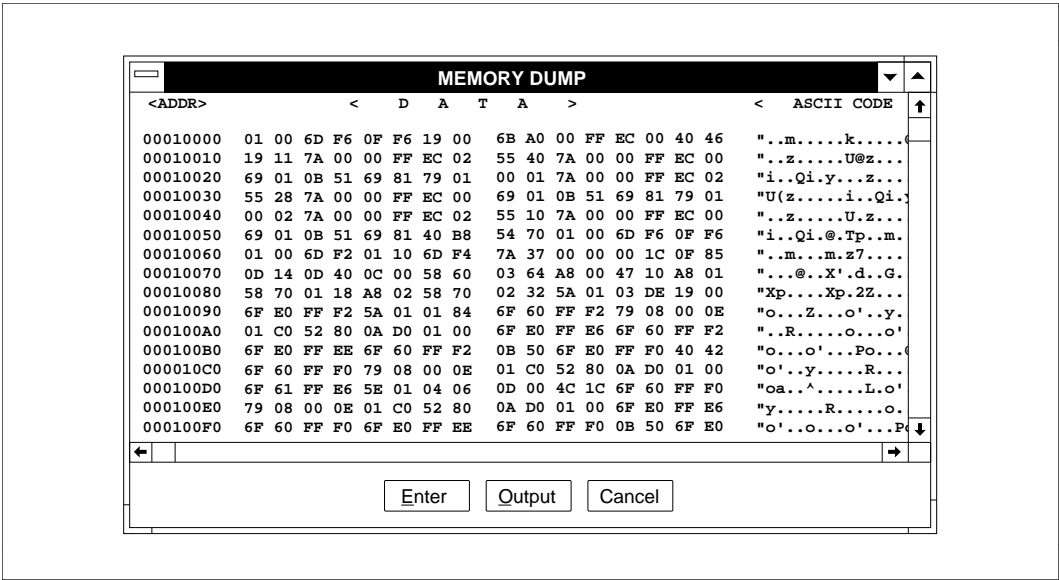 MEMORY DUMP
<ADDR> < D A T A > < ASCII CODE
00010000 01 00 6D F6 0F F6 19 00 6B A0 00 FF EC 00 40 46 "..m.....k.....@
00010010 19 11 7A 00 00 FF EC 02 55 40 7A 00 00 FF EC 00 "..z.....U@z...
00010020 69 01 0B 51 69 81 79 01 00 01 7A 00 00 FF EC 02 "i..Qi.y...z...
00010030 55 28 7A 00 00 FF EC 00 69 01 0B 51 69 81 79 01 "U(z.....i..Qi.y
00010040 00 02 7A 00 00 FF EC 02 55 10 7A 00 00 FF EC 00 "..z.....U.z...
00010050 69 01 0B 51 69 81 40 B8 54 70 01 00 6D F6 0F F6 "i..Qi.@.Tp..m.
00010060 01 00 6D F2 01 10 6D F4 7A 37 00 00 00 1C 0F 85 "..m...m.z7....
00010070 0D 14 0D 40 0C 00 58 60 03 64 A8 00 47 10 A8 01 "...@..X'.d..G.
00010080 58 70 01 18 A8 02 58 70 02 32 5A 01 03 DE 19 00 "Xp....Xp.2Z...
00010090 6F E0 FF F2 5A 01 01 84 6F 60 FF F2 79 08 00 0E "o...Z...o'..y.
000100A0 01 C0 52 80 0A D0 01 00 6F E0 FF E6 6F 60 FF F2 "..R.....o...o'
000100B0 6F E0 FF EE 6F 60 FF F2 0B 50 6F E0 FF F0 40 42 "o...o'...Po...@
000010C0 6F 60 FF F0 79 08 00 0E 01 C0 52 80 0A D0 01 00 "o'..y.....R...
000100D0 6F 61 FF E6 5E 01 04 06 0D 00 4C 1C 6F 60 FF F0 "oa..^.....L.o'
000100E0 79 08 00 0E 01 C0 52 80 0A D0 01 00 6F E0 FF E6 "y.....R.....o.
000100F0 6F 60 FF F0 6F E0 FF EE 6F 60 FF F0 0B 50 6F E0 "o'..o...o'...Po
Enter Output Cancel